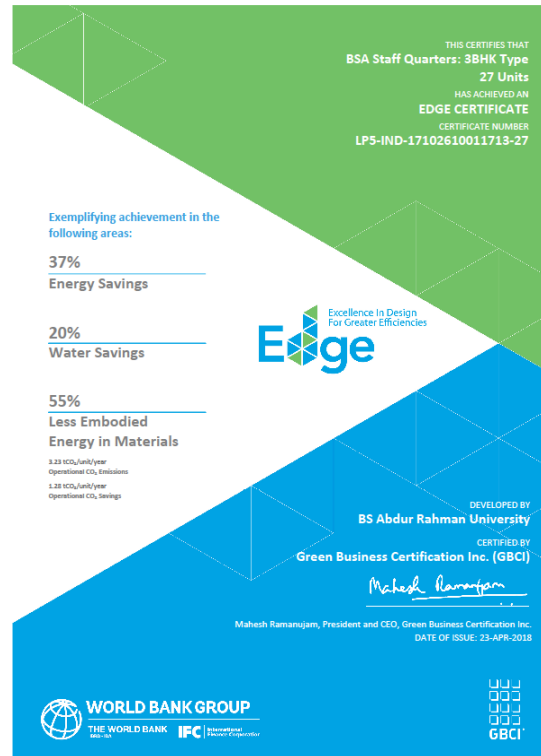 THIS CERTIFIES THAT
BSA Staff Quarters: 3BHK Type
27 Units
HAS ACHIEVED AN
EDGE CERTIFICATE
CERTIFICATE NUMBER
LP5-IND-17102610011713-27
Exemplifying achievement in the
following areas:
37%
Energy Savings
20%
Water Savings
55%
Less Embodied
Energy in Materials
3.23 tCO₂/unit/year
Operational CO₂ Emissions
1.28 tCO₂/unit/year
Operational CO₂ Savings
Edge
Excellence In Design
For Greater Efficiencies
DEVELOPED BY
BS Abdur Rahman University
CERTIFIED BY
Green Business Certification Inc. (GBCI)
Mahesh Ramanujam
Mahesh Ramanujam, President and CEO, Green Business Certification Inc.
DATE OF ISSUE: 23-APR-2018
WORLD BANK GROUP
THE WORLD BANK
IBRD • IDA
IFC
International
Finance Corporation
GBCI